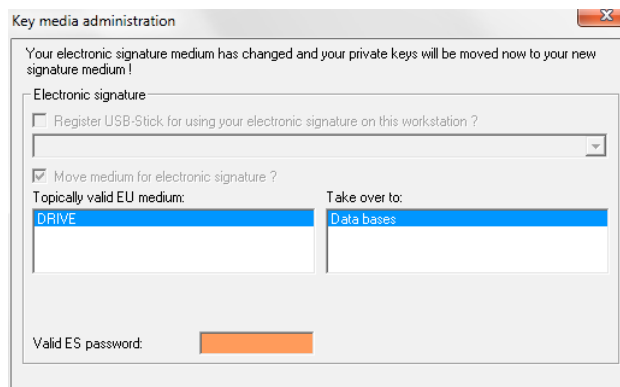 Key media administration
Your electronic signature medium has changed and your private keys will be moved now to your new
signature medium !
Electronic signature
Register USB-Stick for using your electronic signature on this workstation ?
Move medium for electronic signature ?
Topically valid EU medium:
Take over to:
DRIVE
Data bases
Valid ES password: